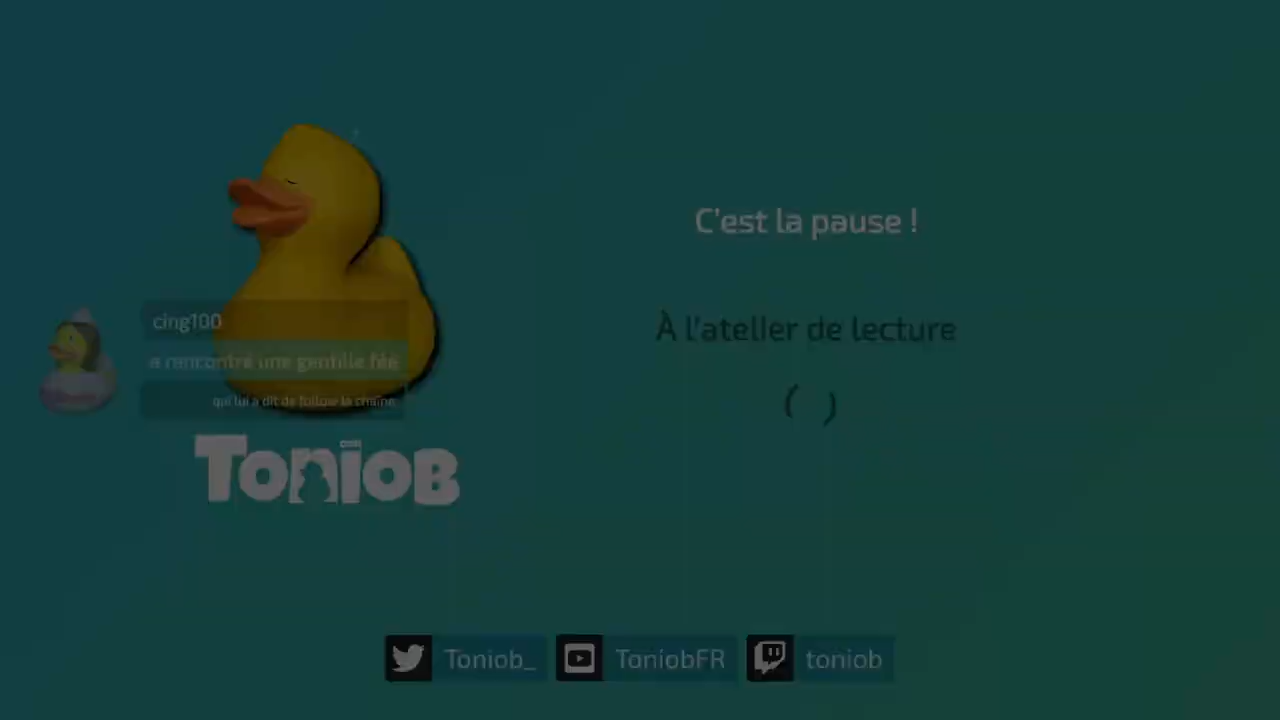 C'est la pause !
À l'atelier de lecture
cing100
a rencontré une gentille fée
qui lui a dit de follow la chaîne
TonioB
Toniob_
ToniobFR
toniob